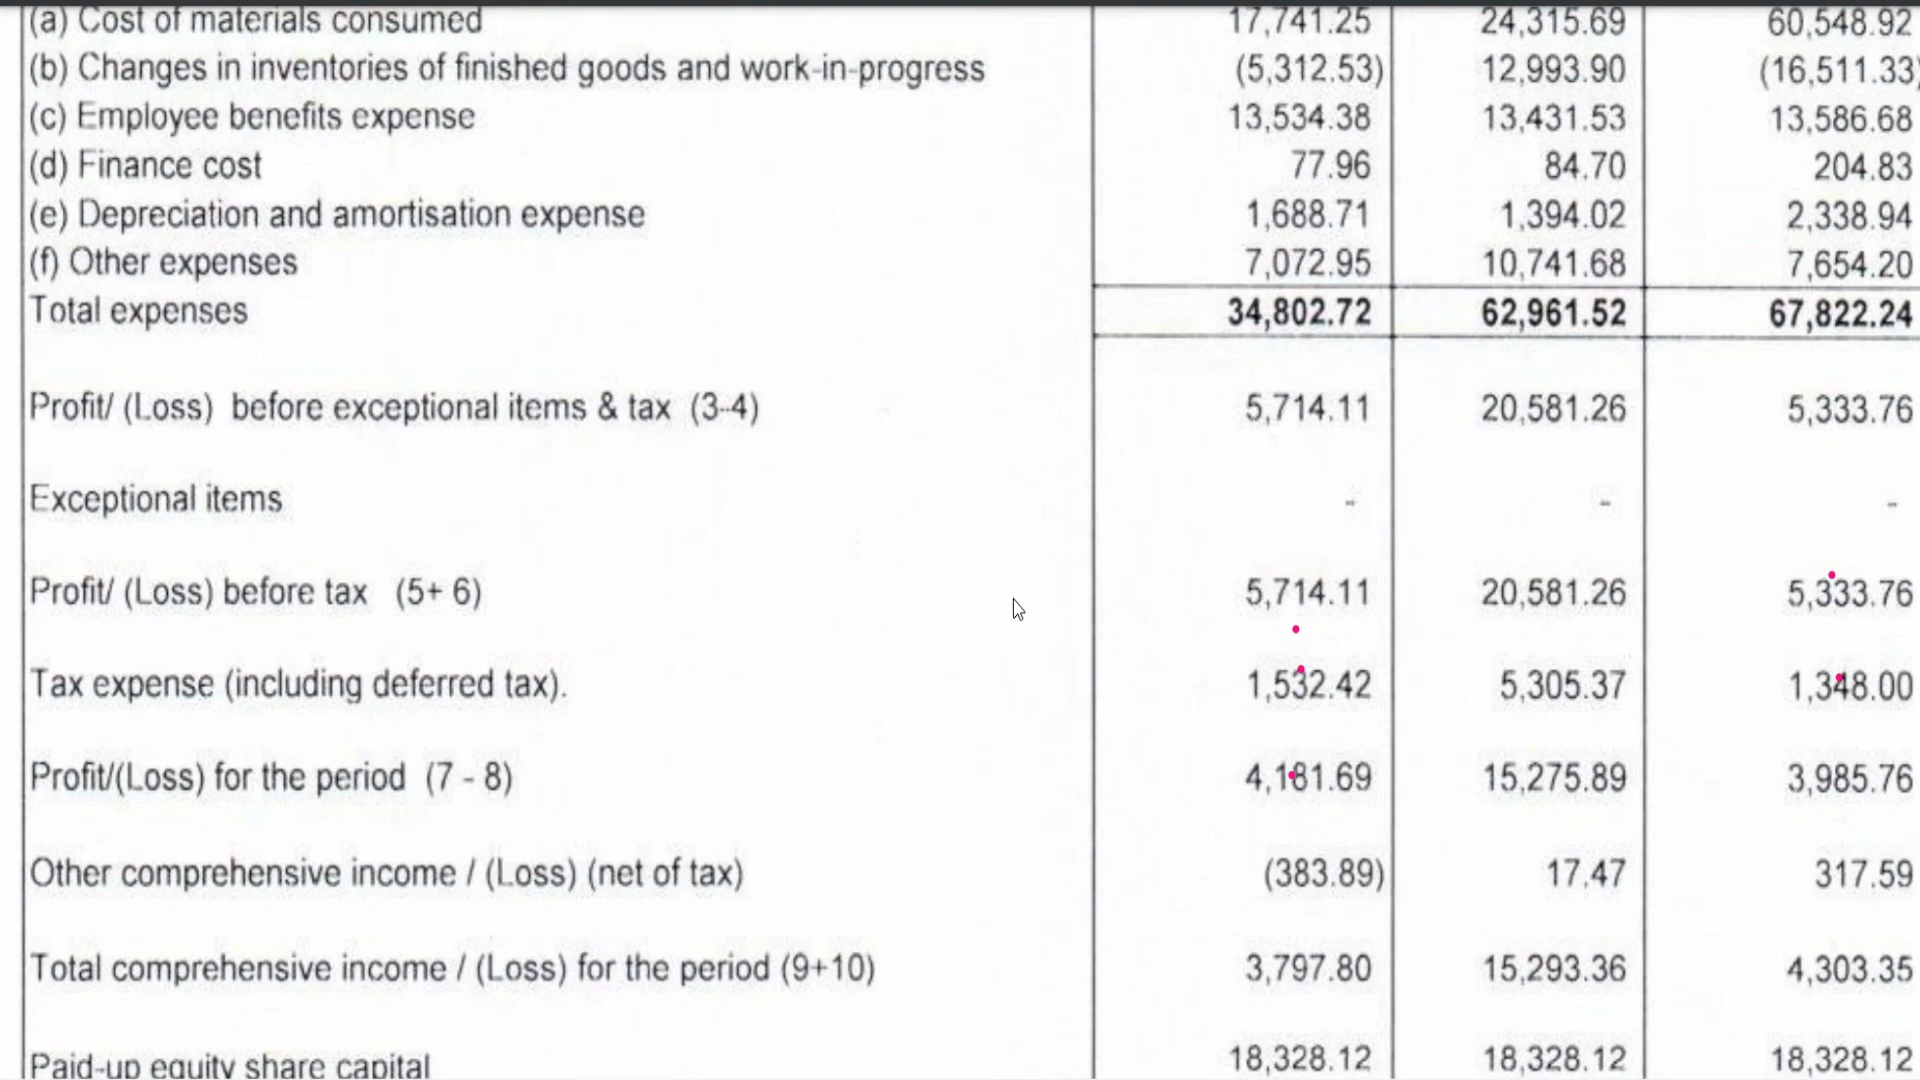 (a) Cost of materials consumed 17,741.25 24,315.69 60,548.92
(b) Changes in inventories of finished goods and work-in-progress (5,312.53) 12,993.90 (16,511.33)
(c) Employee benefits expense 13,534.38 13,431.53 13,586.68
(d) Finance cost 77.96 84.70 204.83
(e) Depreciation and amortisation expense 1,688.71 1,394.02 2,338.94
(f) Other expenses 7,072.95 10,741.68 7,654.20
Total expenses 34,802.72 62,961.52 67,822.24
Profit/ (Loss) before exceptional items & tax (3-4) 5,714.11 20,581.26 5,333.76
Exceptional items - - -
Profit/ (Loss) before tax (5+ 6) 5,714.11 20,581.26 5,333.76
Tax expense (including deferred tax). 1,532.42 5,305.37 1,348.00
Profit/(Loss) for the period (7 - 8) 4,181.69 15,275.89 3,985.76
Other comprehensive income / (Loss) (net of tax) (383.89) 17.47 317.59
Total comprehensive income / (Loss) for the period (9+10) 3,797.80 15,293.36 4,303.35
Paid-up equity share capital 18,328.12 18,328.12 18,328.12